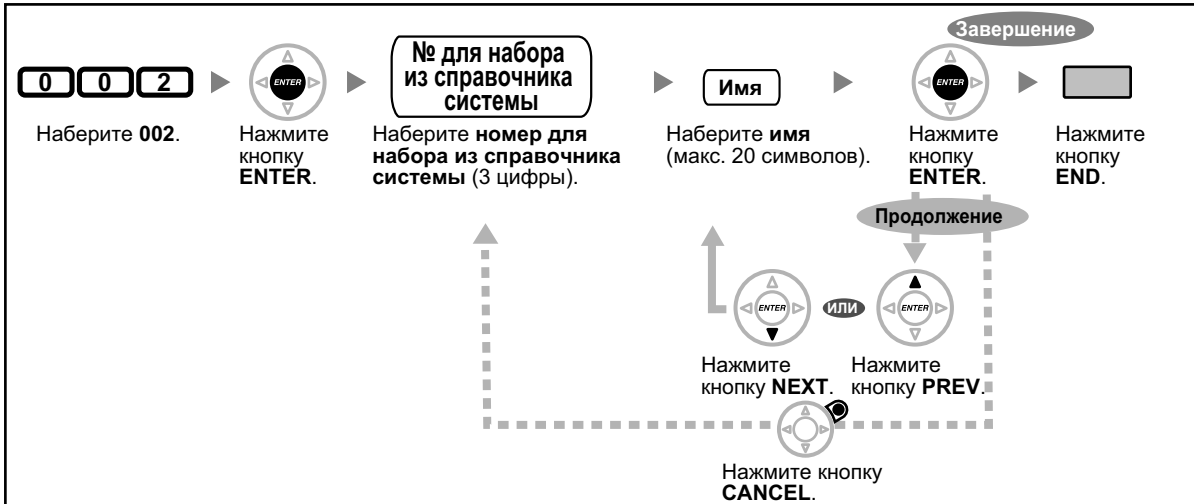 Завершение
0 0 2
ENTER
№ для набора
из справочника
системы
Имя
ENTER
Наберите 002.
Нажмите
кнопку
ENTER.
Наберите номер для
набора из справочника
системы (3 цифры).
Наберите имя
(макс. 20 символов).
Нажмите
кнопку
ENTER.
Нажмите
кнопку
END.
Продолжение
ENTER
ИЛИ
ENTER
Нажмите
кнопку NEXT.
Нажмите
кнопку PREV.
Нажмите кнопку
CANCEL.